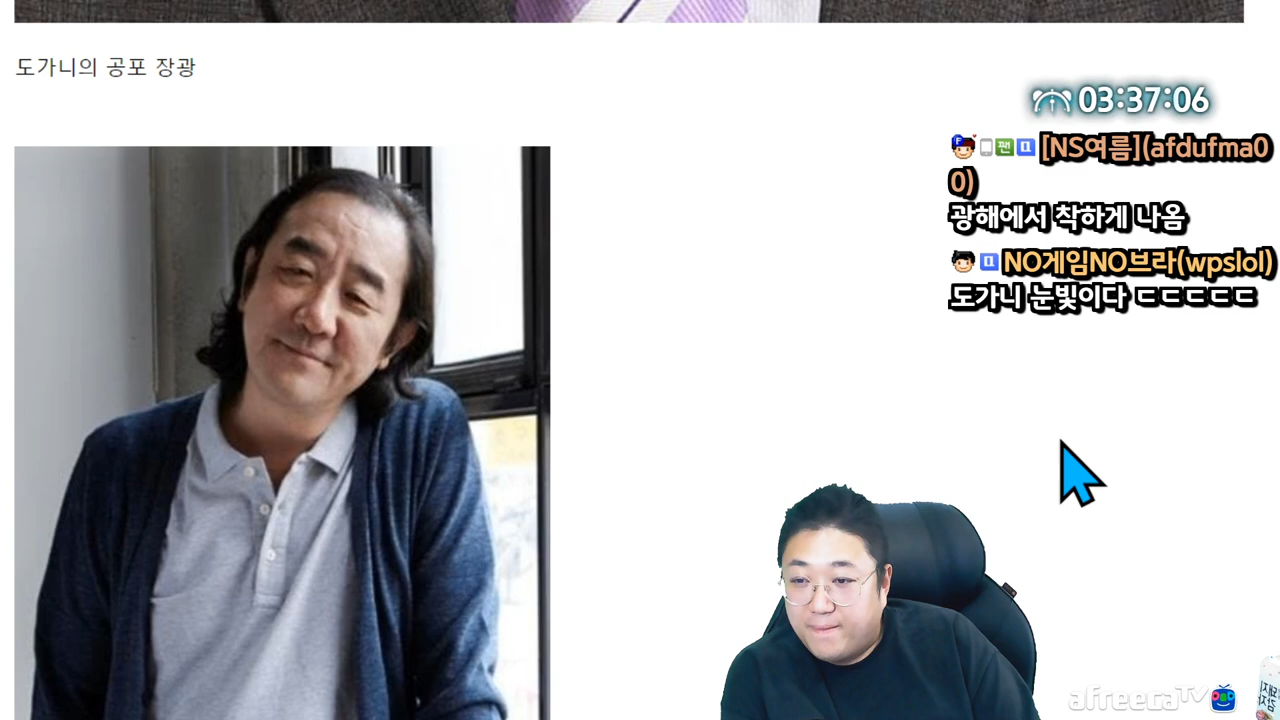 도가니의 공포 장광
03:37:06
F팬[NS여름](afdufma0
0)
광해에서 착하게 나옴
NO게임NO브라(wpslol)
도가니 눈빛이다 ㄷㄷㄷㄷㄷ
afreecaTV